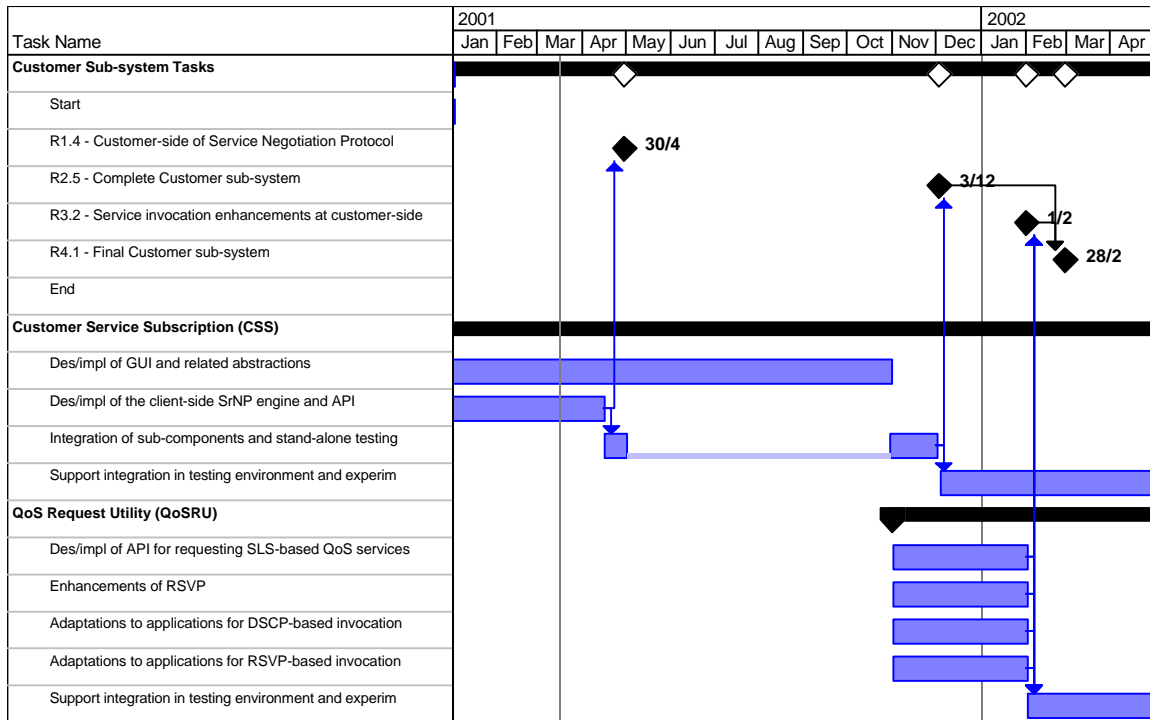 2001 2002
Task Name Jan Feb Mar Apr May Jun Jul Aug Sep Oct Nov Dec Jan Feb Mar Apr
Customer Sub-system Tasks
Start
R1.4 - Customer-side of Service Negotiation Protocol 30/4
R2.5 - Complete Customer sub-system 3/12
R3.2 - Service invocation enhancements at customer-side 1/2
R4.1 - Final Customer sub-system 28/2
End
Customer Service Subscription (CSS)
Des/impl of GUI and related abstractions
Des/impl of the client-side SrNP engine and API
Integration of sub-components and stand-alone testing
Support integration in testing environment and experim
QoS Request Utility (QoSRU)
Des/impl of API for requesting SLS-based QoS services
Enhancements of RSVP
Adaptations to applications for DSCP-based invocation
Adaptations to applications for RSVP-based invocation
Support integration in testing environment and experim